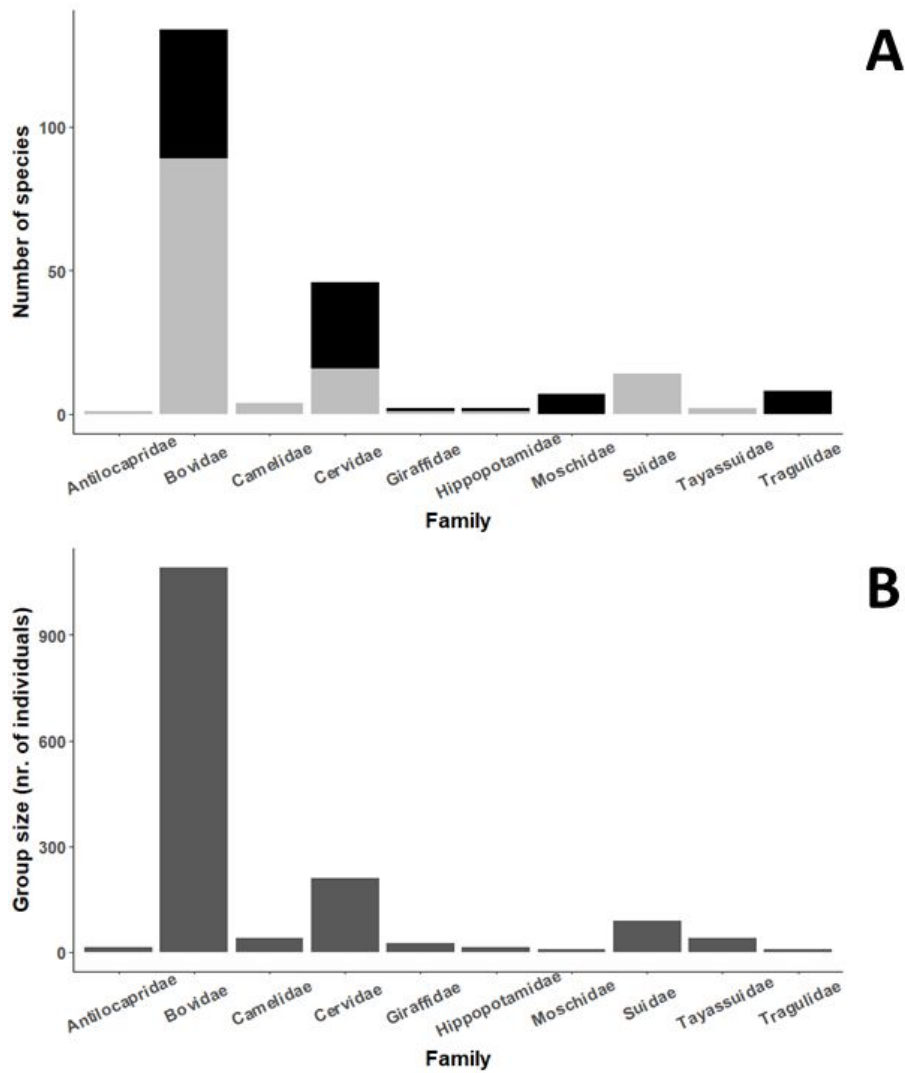 A
Number of species
100
50
0
Antilocapridae
Bovidae
Camelidae
Cervidae
Giraffidae
Hippopotamidae
Moschidae
Suidae
Tayassuidae
Tragulidae
Family
B
Group size (nr. of individuals)
900
600
300
0
Antilocapridae
Bovidae
Camelidae
Cervidae
Giraffidae
Hippopotamidae
Moschidae
Suidae
Tayassuidae
Tragulidae
Family